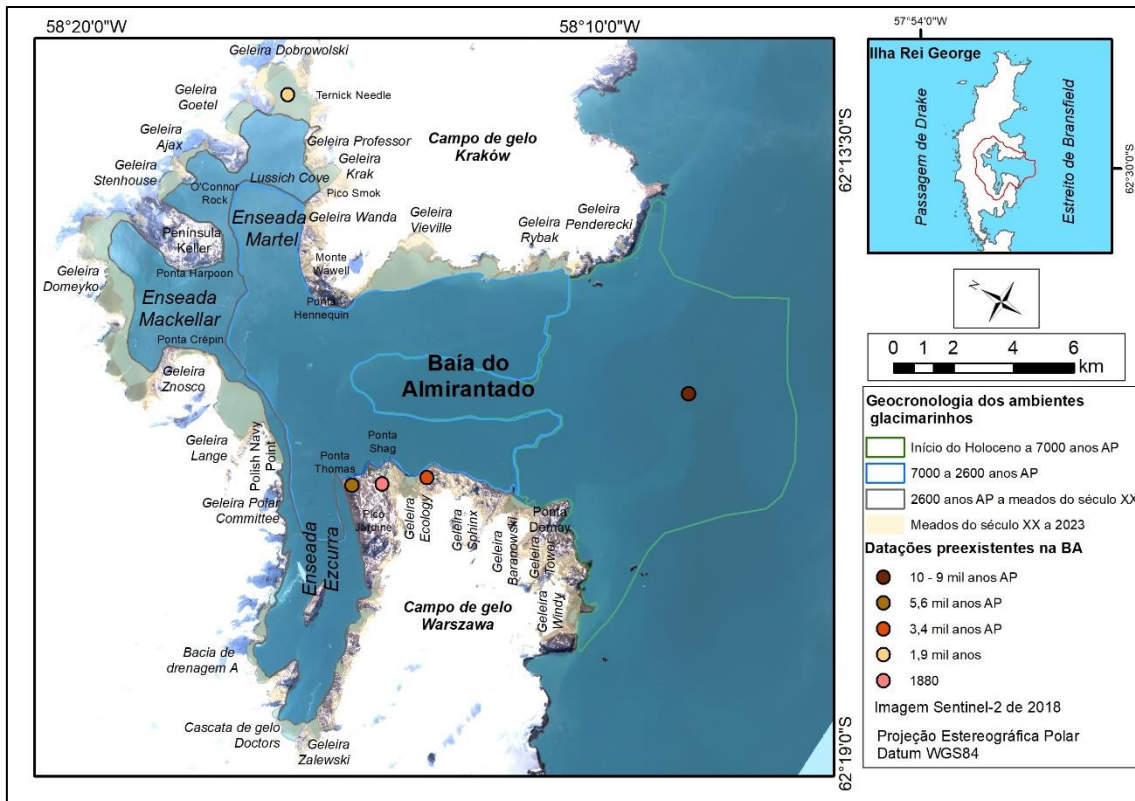 58°20'0"W
58°10'0"W
57°54'0"W
Geleira Dobrowolski
Geleira
Goetel
Ternick Needle
Geleira
Ajax
Geleira Professor
Campo de gelo
Kraków
Geleira
Krak
Geleira
Stenhouse
Lussich Cove
O'Connor
Rock
Pico Smok
Enseada
Martel
Geleira Wanda
Geleira
Vieville
Geleira
Rybak
Geleira
Penderecki
Península
Keller
Monte
Wawell
Geleira
Domeyko
Ponta Harpoon
Enseada
Mackellar
Ponta
Hennequin
Ponta Crépin
Baía do
Almirantado
Geleira
Znosco
Geleira
Lange
Polish Navy
Point
Ponta
Thomas
Ponta
Shag
Geleira Polar
Committee
Pico
Jardine
Geleira
Ecology
Geleira
Sphinx
Geleira
Baranowski
Ponta
Demay
Geleira
Tower
Geleira
Windy
Enseada
Ezcurra
Campo de gelo
Warszawa
Bacia de
drenagem A
Cascata de gelo
Doctors
Geleira
Zalewski
62°13'30"S
62°19'0"S
Ilha Rei George
Passagem de Drake
Estreito de Bransfield
62°30'0"S
N
0 1 2 4 6
km
Geocronologia dos ambientes
glacimarinhos
Início do Holoceno a 7000 anos AP
7000 a 2600 anos AP
2600 anos AP a meados do século XX
Meados do século XX a 2023
Datações preexistentes na BA
10 - 9 mil anos AP
5,6 mil anos AP
3,4 mil anos AP
1,9 mil anos
1880
Imagem Sentinel-2 de 2018
Projeção Estereográfica Polar
Datum WGS84